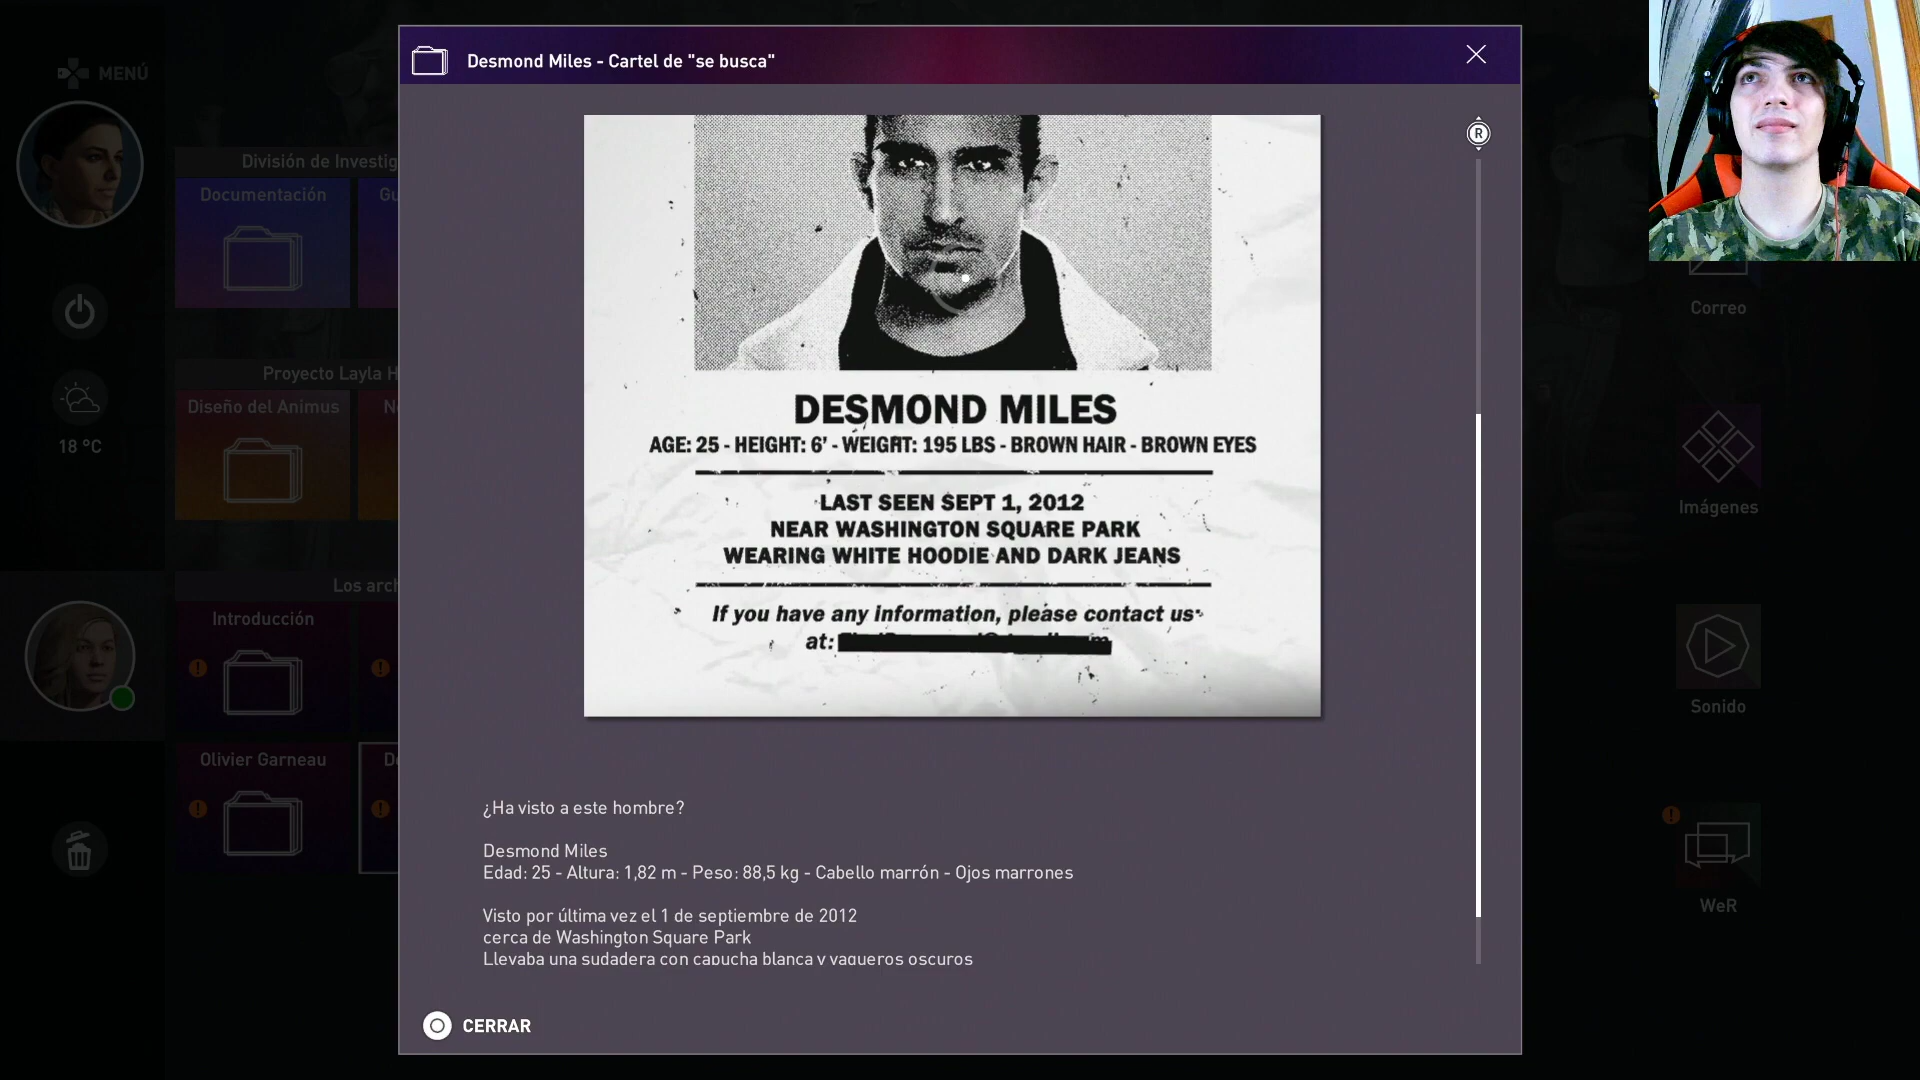 Desmond Miles - Cartel de "se busca"
MENÚ
R
División de Investig
Documentación
Gu
Proyecto Layla H
Diseño del Animus
18 °C
Los arch
Introducción
Olivier Garneau
DESMOND MILES
AGE: 25 - HEIGHT: 6' - WEIGHT: 195 LBS - BROWN HAIR - BROWN EYES
LAST SEEN SEPT 1, 2012
NEAR WASHINGTON SQUARE PARK
WEARING WHITE HOODIE AND DARK JEANS
If you have any information, please contact us
at:
¿Ha visto a este hombre?
Desmond Miles
Edad: 25 - Altura: 1,82 m - Peso: 88,5 kg - Cabello marrón - Ojos marrones
Visto por última vez el 1 de septiembre de 2012
cerca de Washington Square Park
Llevaba una sudadera con capucha blanca y vaqueros oscuros
CERRAR
Correo
Imágenes
Sonido
WeR